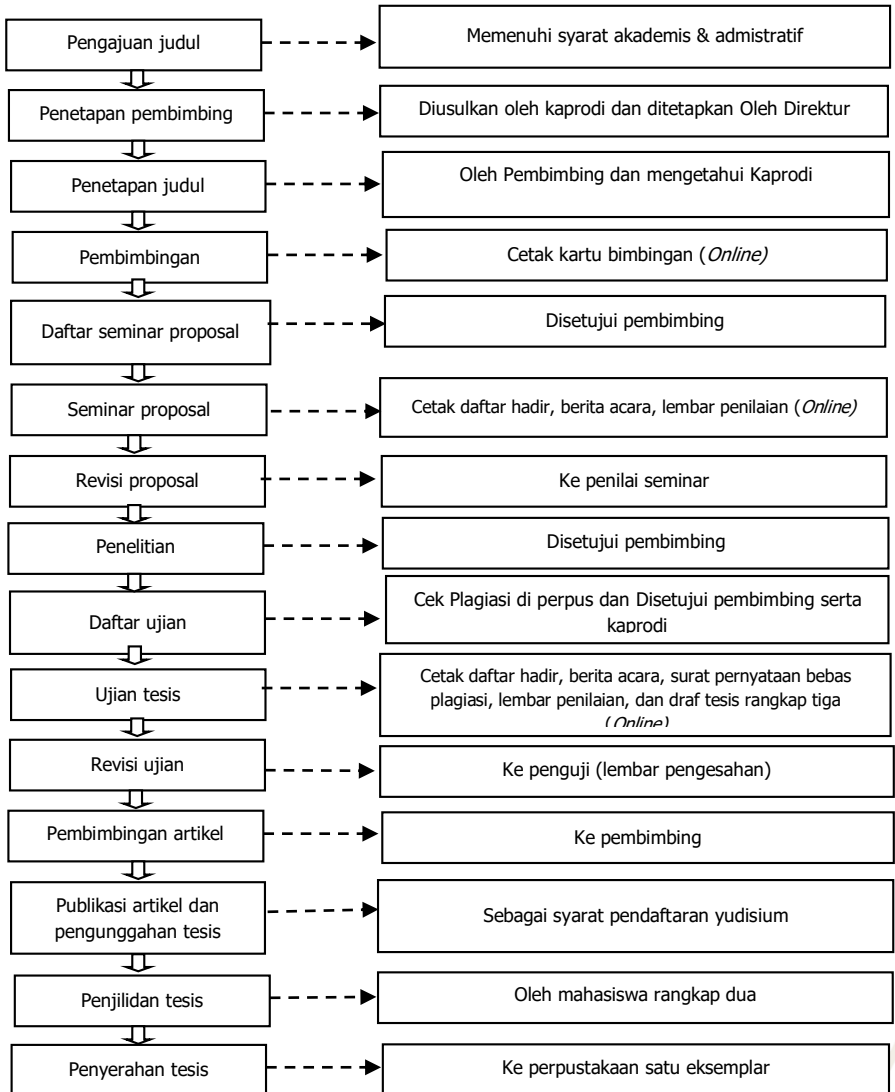 Pengajuan judul
Memenuhi syarat akademis & admistratif
Penetapan pembimbing
Diusulkan oleh kaprodi dan ditetapkan Oleh Direktur
Penetapan judul
Oleh Pembimbing dan mengetahui Kaprodi
Pembimbingan
Cetak kartu bimbingan (Online)
Daftar seminar proposal
Disetujui pembimbing
Seminar proposal
Cetak daftar hadir, berita acara, lembar penilaian (Online)
Revisi proposal
Ke penilai seminar
Penelitian
Disetujui pembimbing
Daftar ujian
Cek Plagiasi di perpus dan Disetujui pembimbing serta
kaprodi
Ujian tesis
Cetak daftar hadir, berita acara, surat pernyataan bebas
plagiasi, lembar penilaian, dan draf tesis rangkap tiga
(Online)
Revisi ujian
Ke penguji (lembar pengesahan)
Pembimbingan artikel
Ke pembimbing
Publikasi artikel dan
pengunggahan tesis
Sebagai syarat pendaftaran yudisium
Penjilidan tesis
Oleh mahasiswa rangkap dua
Penyerahan tesis
Ke perpustakaan satu eksemplar